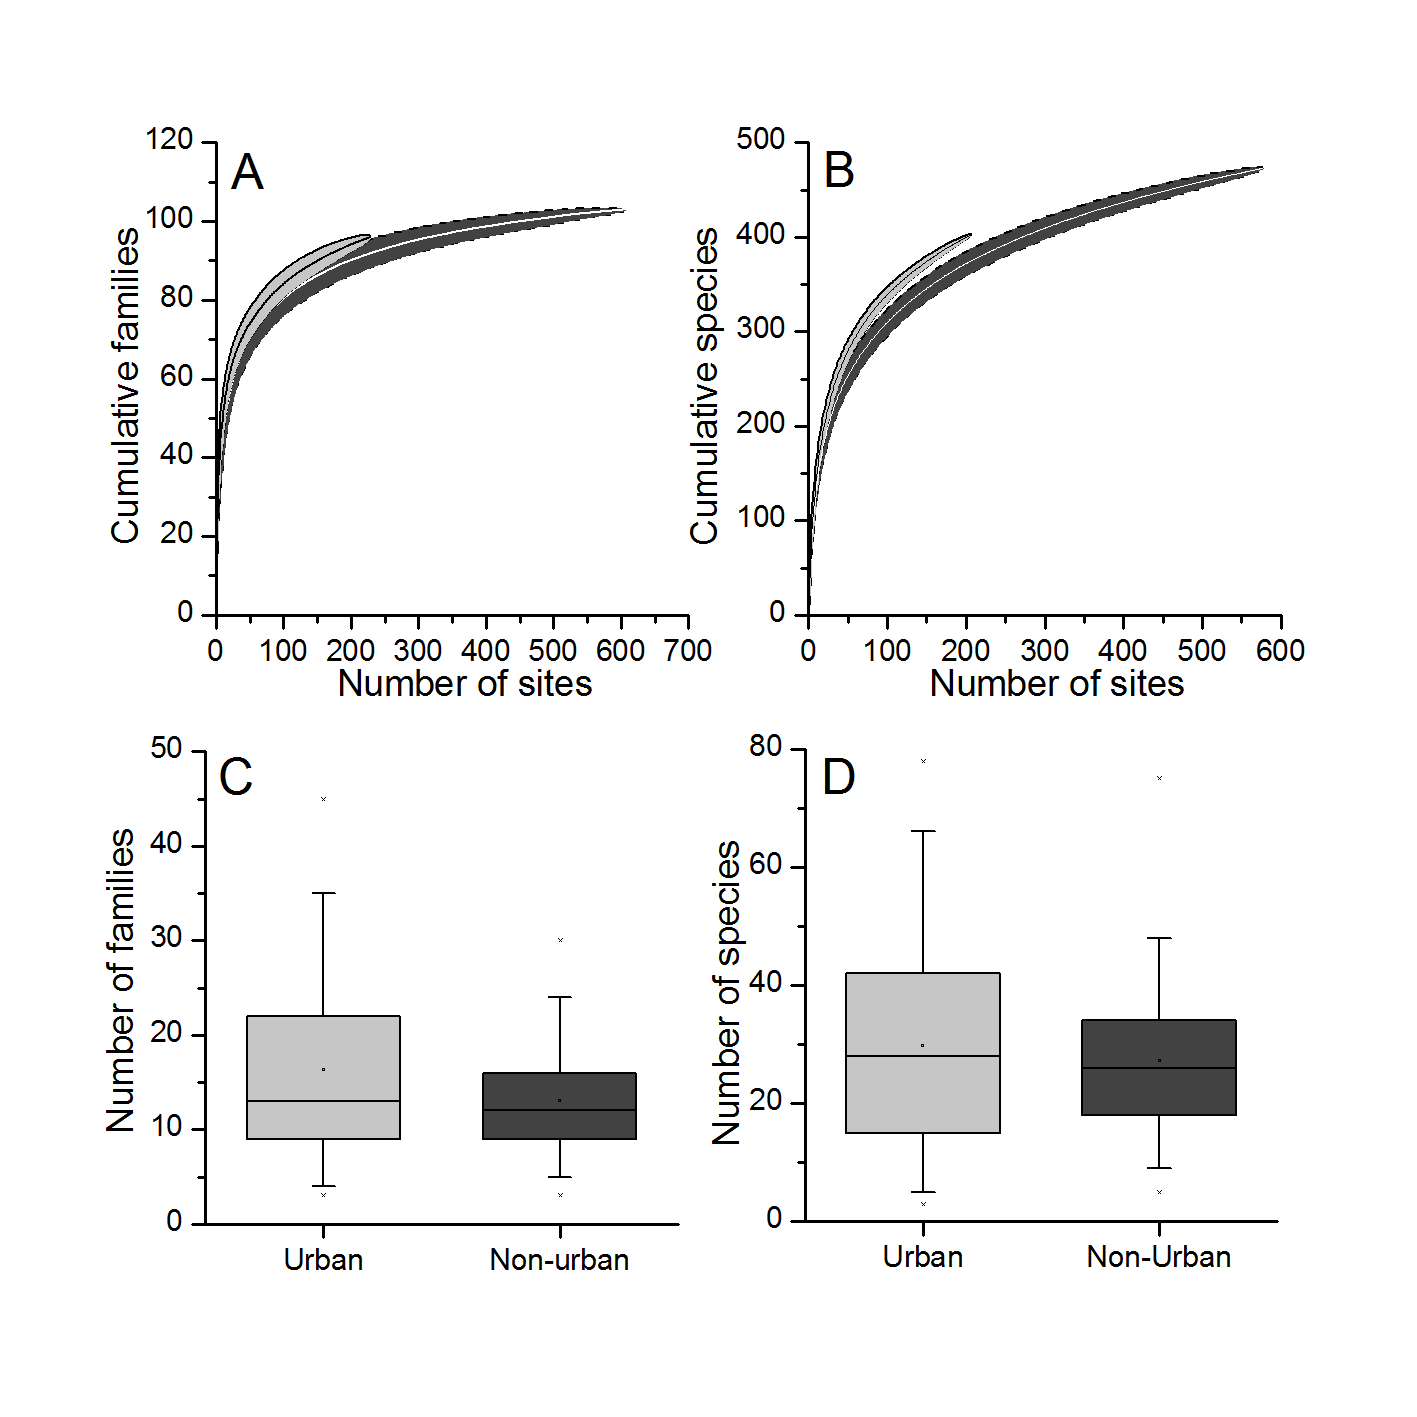 A
Cumulative families
120
100
80
60
40
20
0
0 100 200 300 400 500 600 700
Number of sites
B
Cumulative species
500
400
300
200
100
0
0 100 200 300 400 500 600
Number of sites
C
Number of families
50
40
30
20
10
0
Urban Non-urban
D
Number of species
80
60
40
20
0
Urban Non-Urban